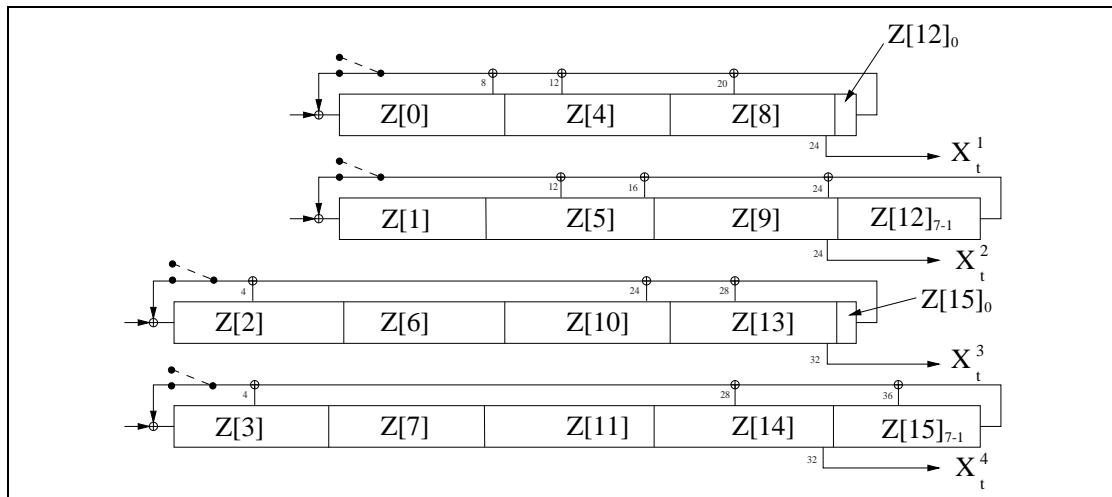 Z[12]₀
8 12 20
Z[0] Z[4] Z[8]
24 X¹ₜ
12 16 24
Z[1] Z[5] Z[9] Z[12]₇₋₁
24 X²ₜ
4 24 28
Z[15]₀
Z[2] Z[6] Z[10] Z[13]
32 X³ₜ
4 28 36
Z[3] Z[7] Z[11] Z[14] Z[15]₇₋₁
32 X⁴ₜ